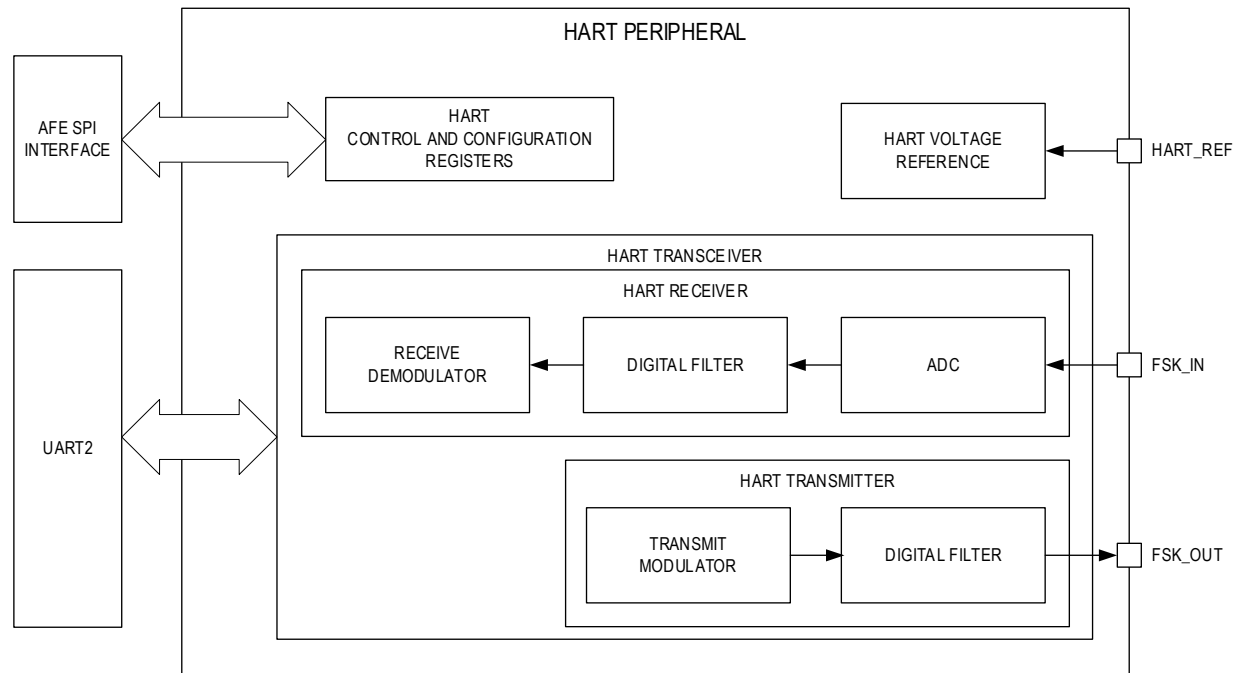 HART PERIPHERAL
AFE SPI
INTERFACE
HART
CONTROL AND CONFIGURATION
REGISTERS
HART VOLTAGE
REFERENCE
HART_REF
HART TRANSCEIVER
HART RECEIVER
RECEIVE
DEMODULATOR
DIGITAL FILTER
ADC
FSK_IN
UART2
HART TRANSMITTER
TRANSMIT
MODULATOR
DIGITAL FILTER
FSK_OUT